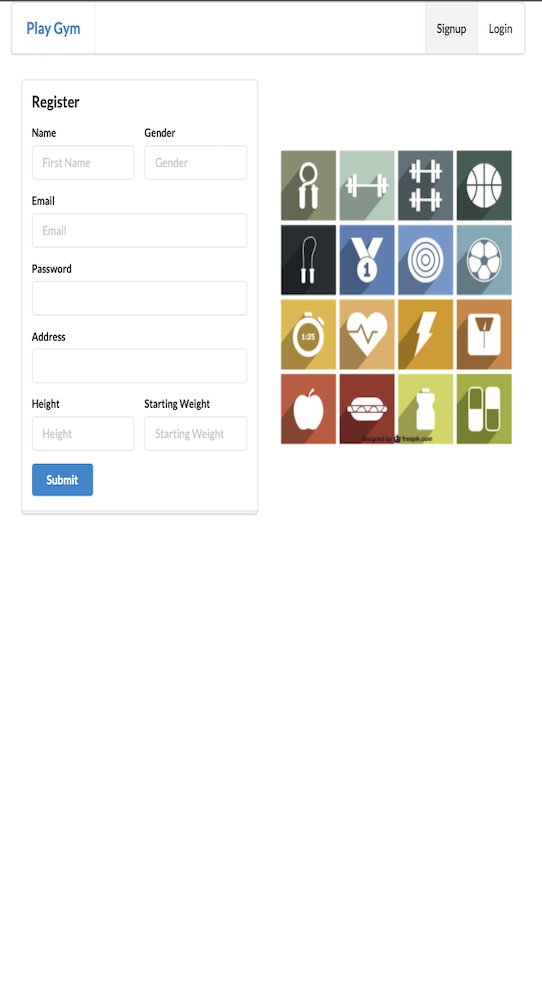 Play Gym
Signup
Login
Register
Name
Gender
First Name
Gender
Email
Email
Password
Address
Height
Starting Weight
Height
Starting Weight
Submit
1
1:25
designed by freepik.com